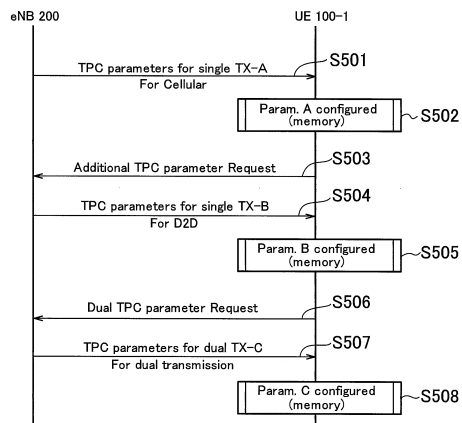 eNB 200
UE 100-1
TPC parameters for single TX-A
For Cellular
S501
Param. A configured
(memory)
S502
Additional TPC parameter Request
S503
TPC parameters for single TX-B
For D2D
S504
Param. B configured
(memory)
S505
Dual TPC parameter Request
S506
TPC parameters for dual TX-C
For dual transmission
S507
Param. C configured
(memory)
S508